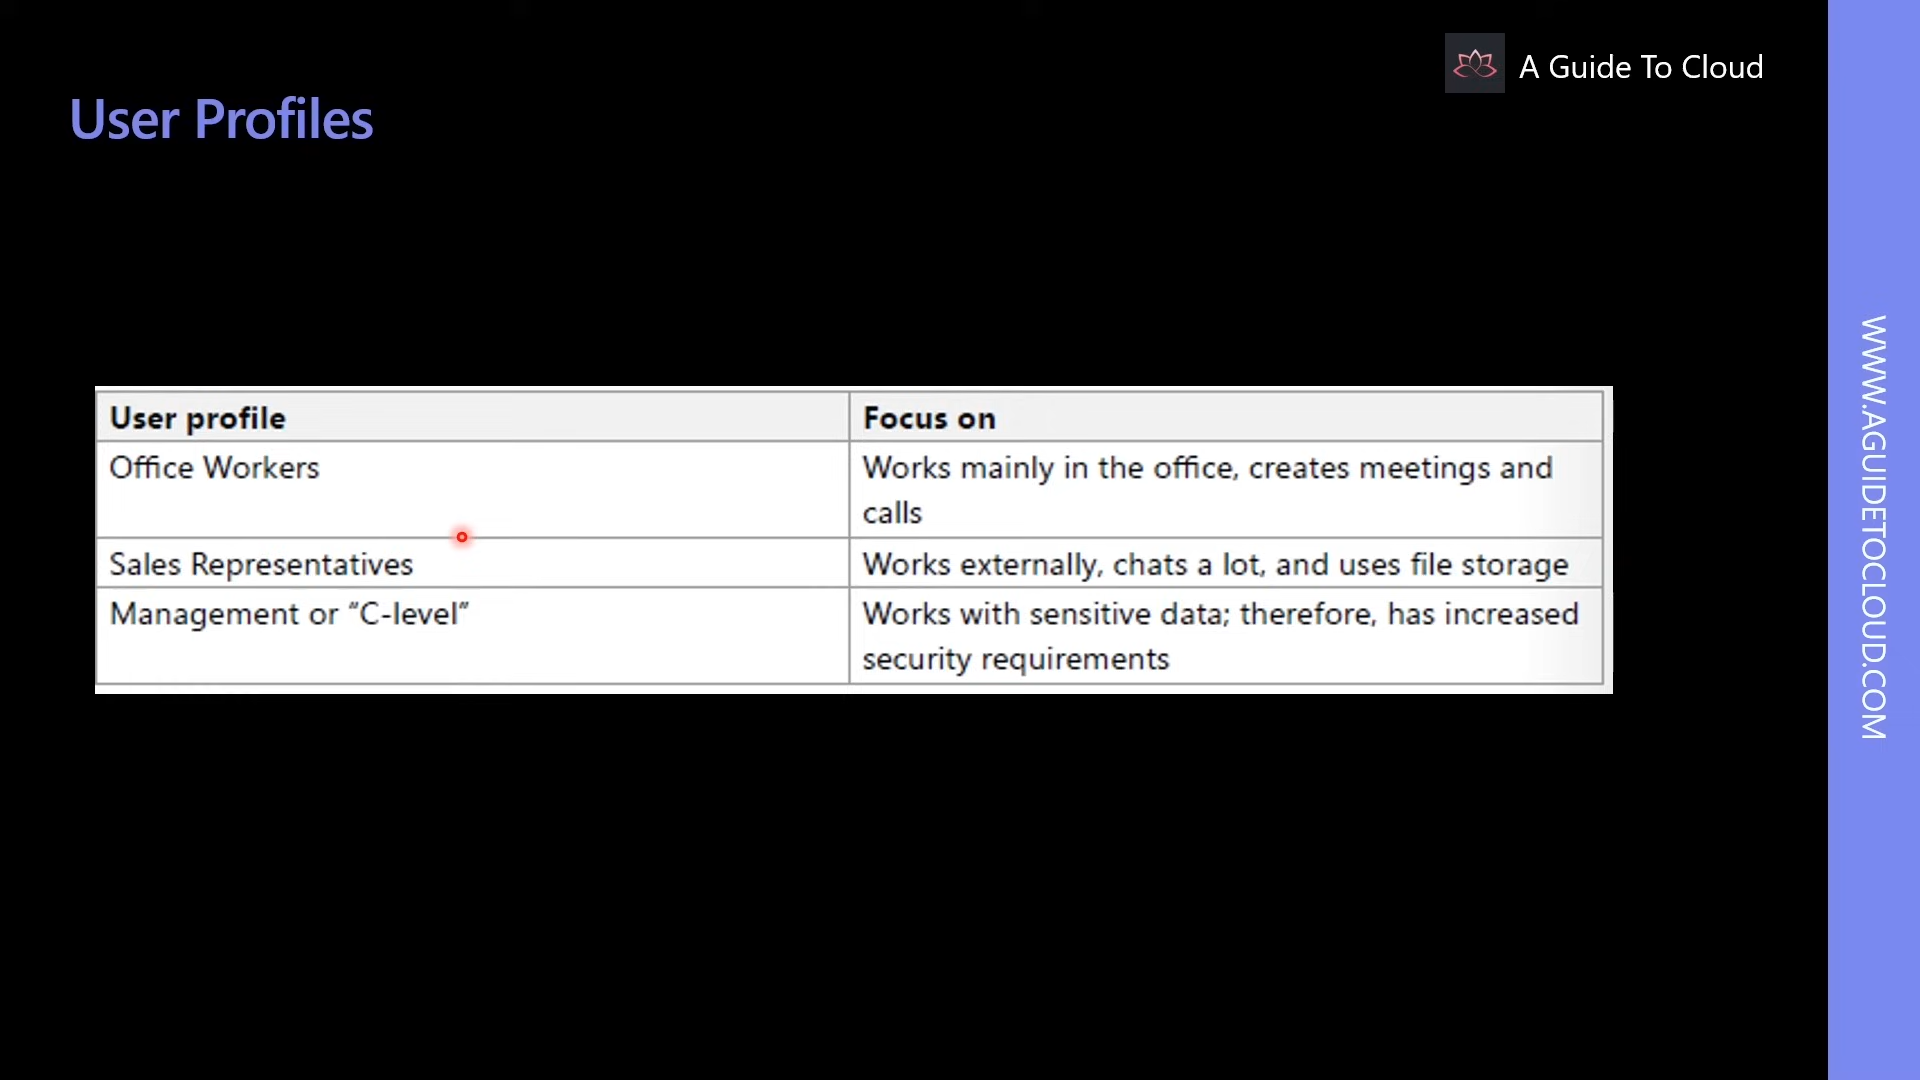 A Guide To Cloud
User Profiles
User profile
Focus on
Office Workers
Works mainly in the office, creates meetings and
calls
Sales Representatives
Works externally, chats a lot, and uses file storage
Management or “C-level”
Works with sensitive data; therefore, has increased
security requirements
WWW.AGUIDETOCLOUD.COM